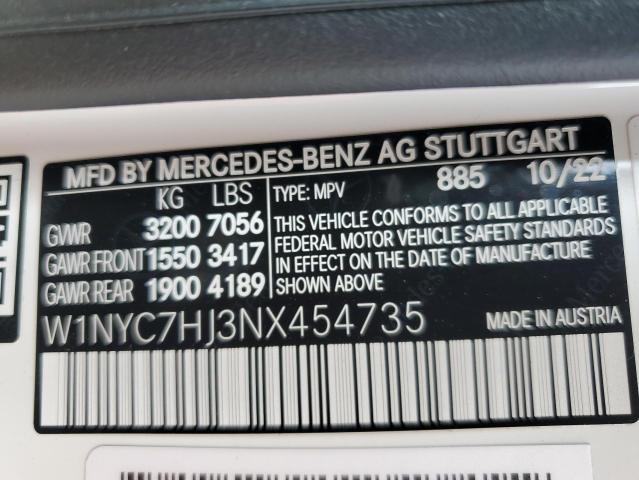 MFD BY MERCEDES-BENZ AG STUTTGART
KG LBS
TYPE: MPV 885 10/22
GVWR 3200 7056
GAWR FRONT 1550 3417
GAWR REAR 1900 4189
THIS VEHICLE CONFORMS TO ALL APPLICABLE
FEDERAL MOTOR VEHICLE SAFETY STANDARDS
IN EFFECT ON THE DATE OF MANUFACTURE
SHOWN ABOVE
W1NYC7HJ3NX454735
MADE IN AUSTRIA